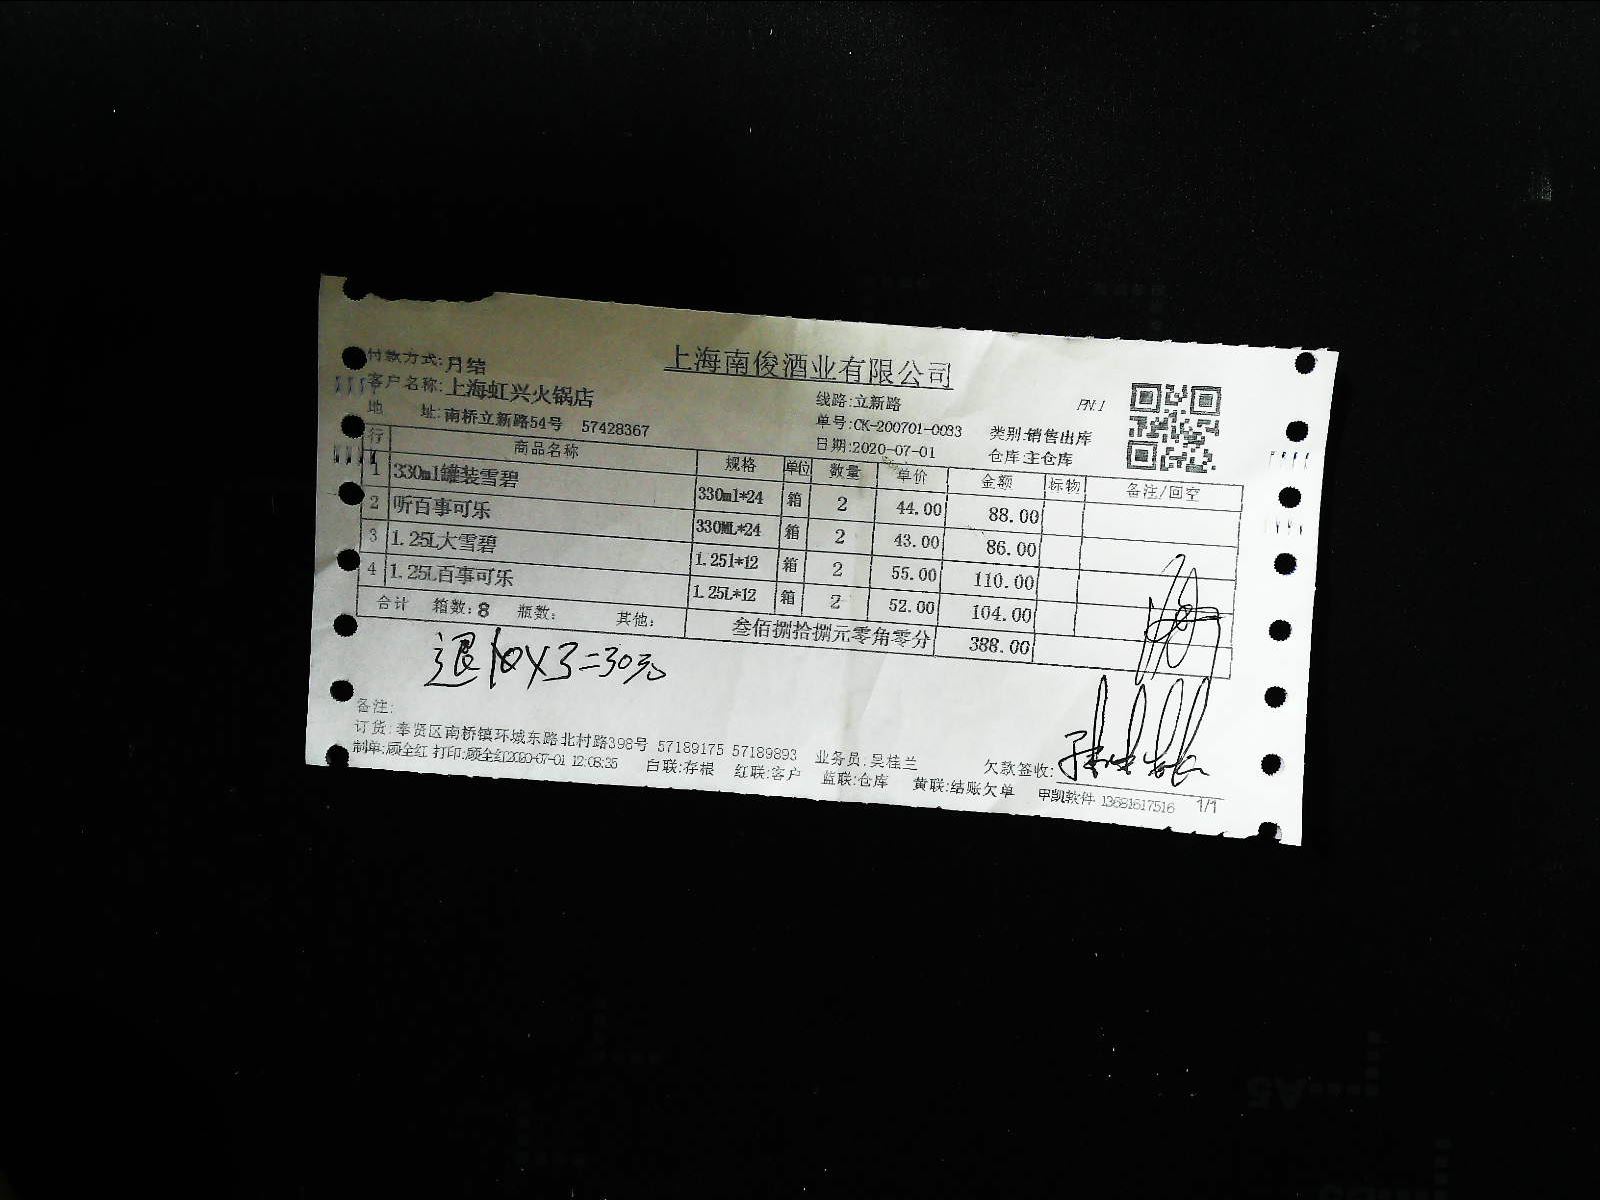 上海南俊酒业有限公司
付款方式:月结
PN.1
客户名称:上海虹兴火锅店
线路:立新路
地 址:南桥立新路54号 57428367
单号:CK-200701-0033 类别:销售出库
日期:2020-07-01 仓库:主仓库
行 商品名称 规格 单位 数量 单价 金额 标物 备注/回空
1 330ml罐装雪碧 330ml*24 箱 2 44.00 88.00
2 听百事可乐 330ML*24 箱 2 43.00 86.00
3 1.25L大雪碧 1.25l*12 箱 2 55.00 110.00
4 1.25L百事可乐 1.25L*12 箱 2 52.00 104.00
合计 箱数:8 瓶数: 其他: 叁佰捌拾捌元零角零分 388.00
退10X3=30元
备注:
订货:奉贤区南桥镇环城东路北村路398号 57189175 57189893 业务员:吴桂兰 欠款签收:
制单:顾全红 打印:顾全红2020-07-01 12:08:35 白联:存根 红联:客户 蓝联:仓库 黄联:结账欠单 甲凯软件 13681617516 1/1